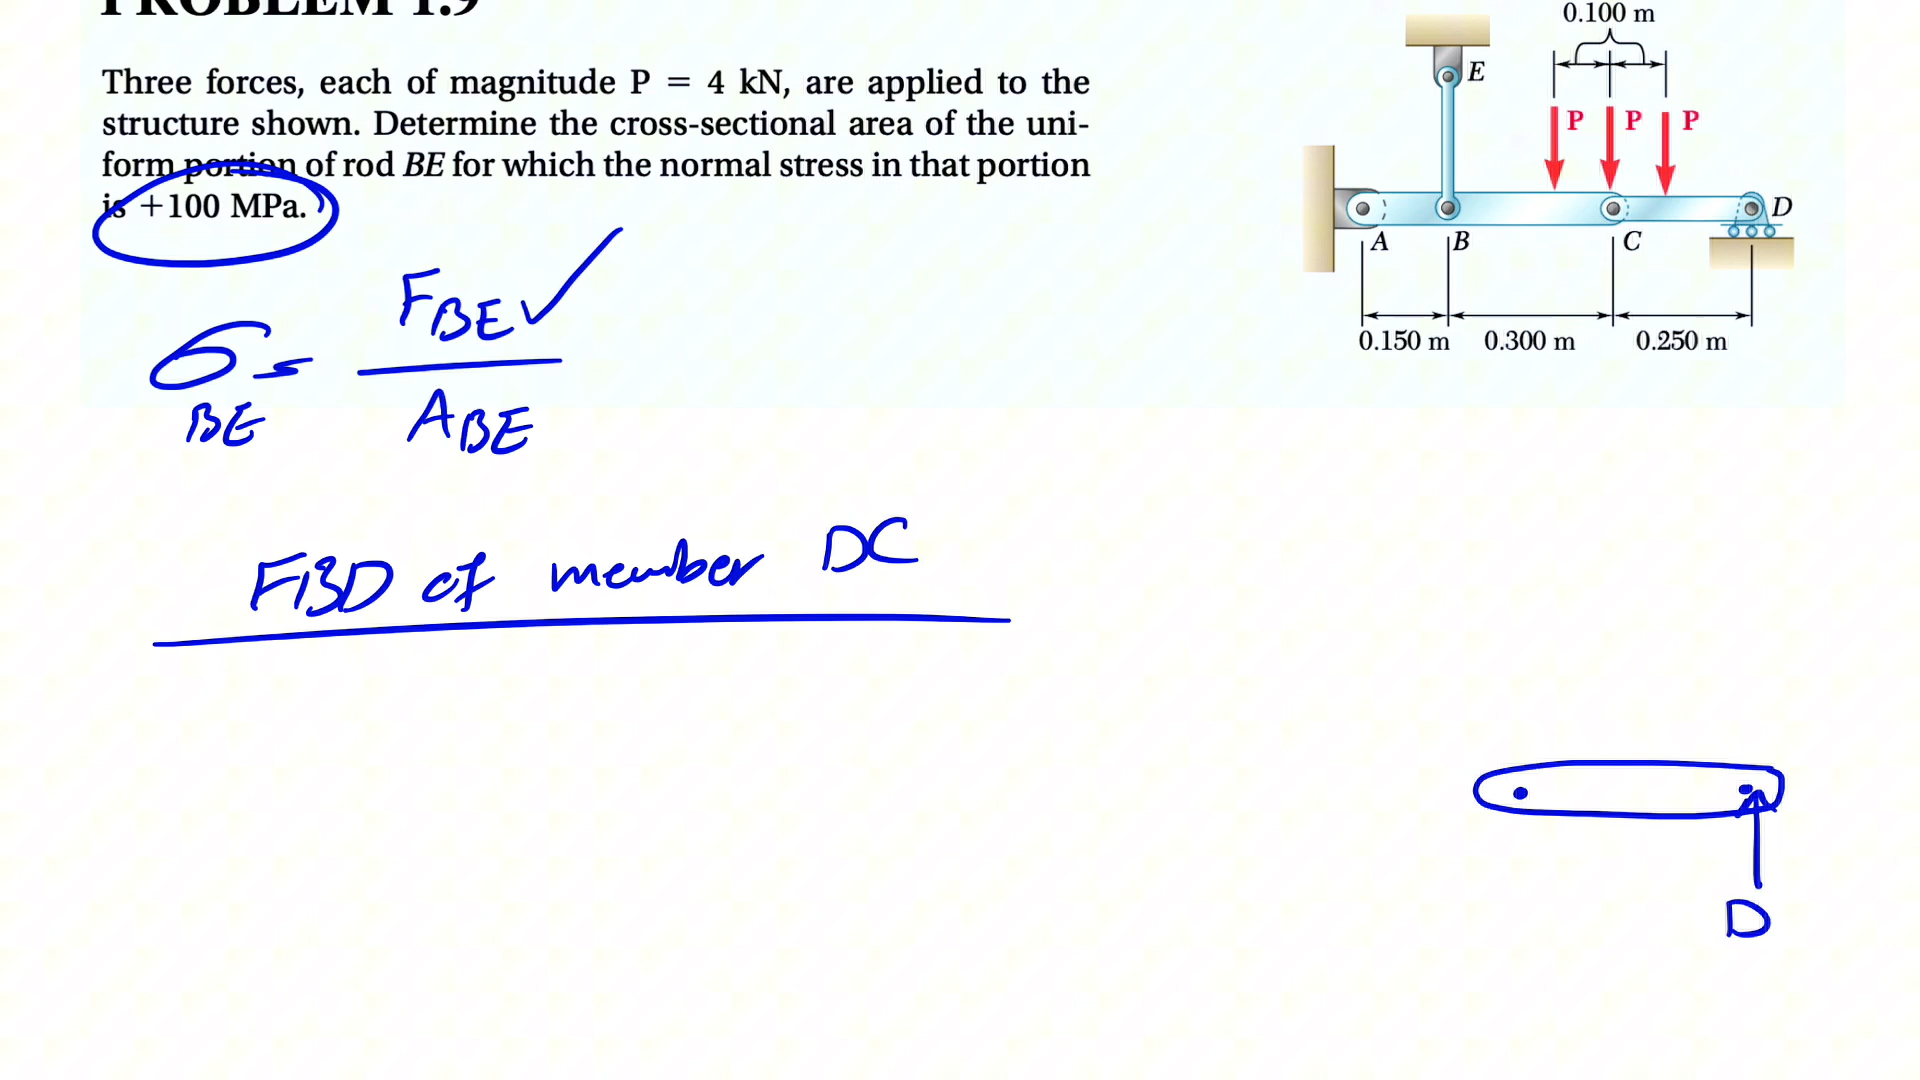 PROBLEM 1.9
Three forces, each of magnitude P = 4 kN, are applied to the
structure shown. Determine the cross-sectional area of the uni-
form portion of rod BE for which the normal stress in that portion
is +100 MPa.
0.100 m
E
P P P
D
A B C
0.150 m 0.300 m 0.250 m
σBE = FBE ✓
ABE
FBD of member DC
D